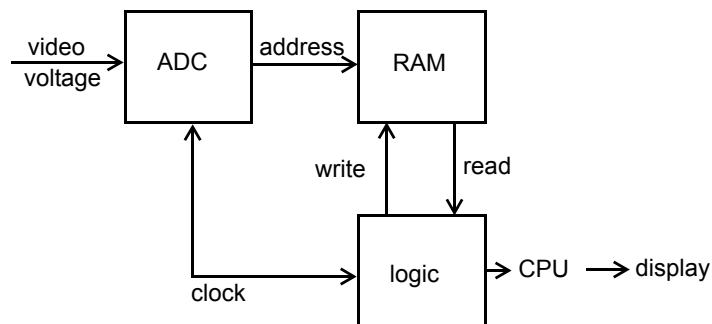 video
voltage
ADC
address
RAM
write
read
clock
logic
CPU
display